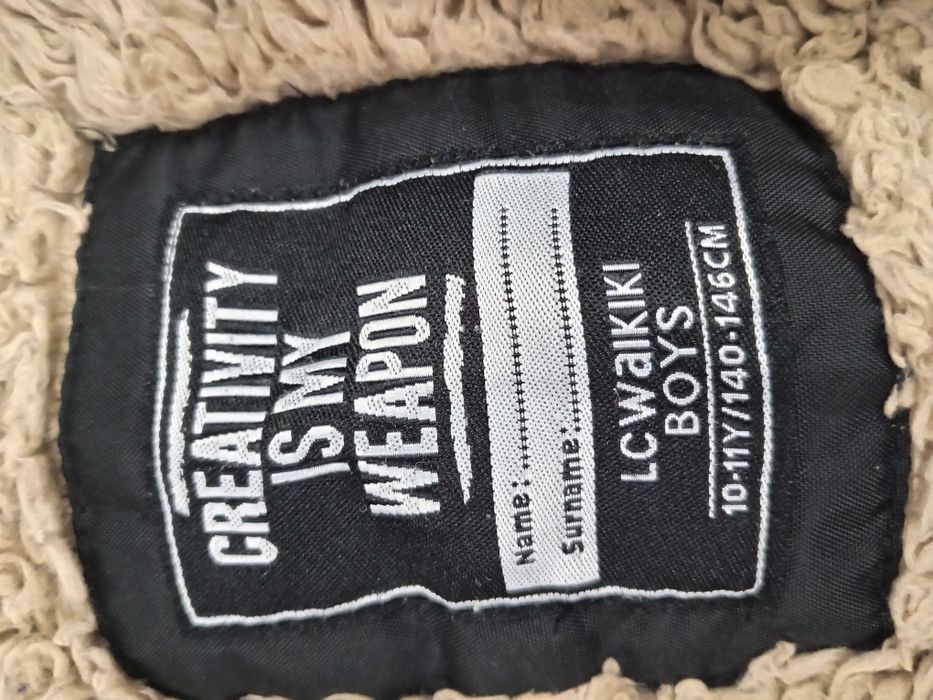 CREATIVITY
IS MY
WEAPON
Name:
Surname:
LCWaIKIKI
BOYS
10-11Y/140-146CM